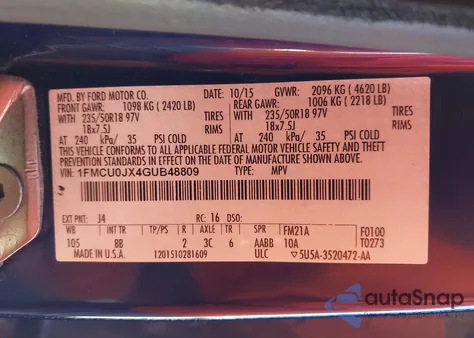 MFD. BY FORD MOTOR CO. 10/15 GVWR: 2096 KG (4620 LB)
FRONT GAWR: 1098 KG (2420 LB) REAR GAWR: 1006 KG (2218 LB)
WITH 235/50R18 97V TIRES WITH 235/50R18 97V TIRES
18x7.5J RIMS 18x7.5J RIMS
AT 240 kPa/ 35 PSI COLD AT 240 kPa/ 35 PSI COLD
THIS VEHICLE CONFORMS TO ALL APPLICABLE FEDERAL MOTOR VEHICLE SAFETY AND
THEFT PREVENTION STANDARDS IN EFFECT ON THE DATE OF MANUFACTURE SHOWN ABOVE.
VIN: 1FMCU0JX4GUB48809 TYPE: MPV
EXT PNT: J4 RC: 16 DSO:
WB TP/PS R AXLE TR SPR FM21A F0100
105 8B 2 3C 6 AABB 10A T0273
MADE IN U.S.A. 1201510281609 ULC ▽5U5A-3520472-AA
autoSnap
Powered by CARFAST